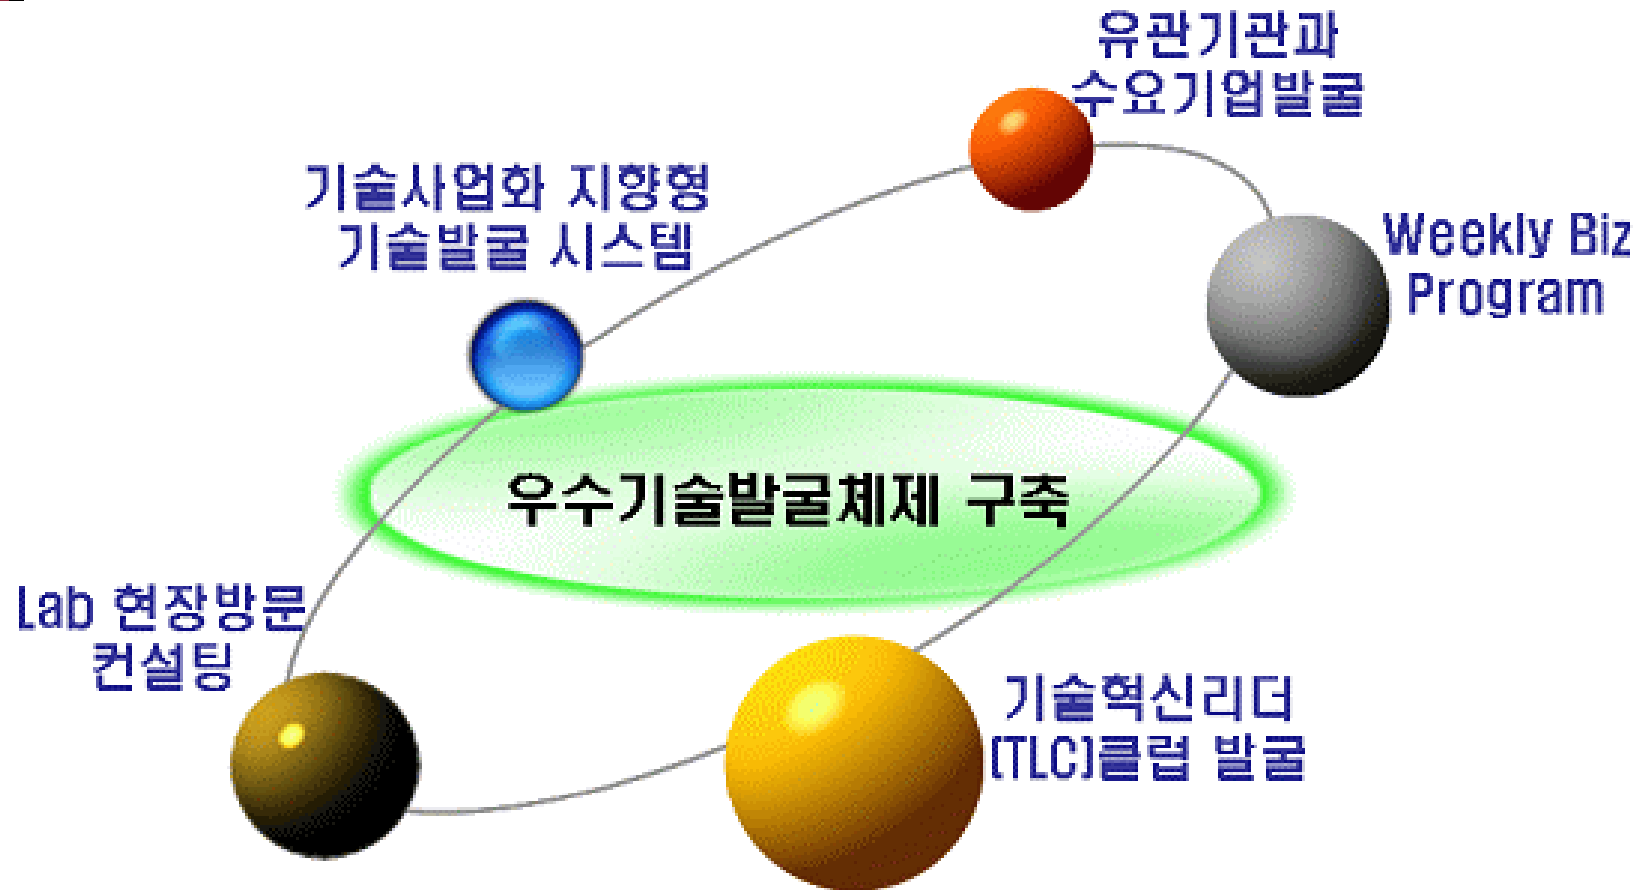 유관기관과
수요기업발굴
기술사업화 지향형
기술발굴 시스템
Weekly Biz
Program
우수기술발굴체제 구축
Lab 현장방문
컨설팅
기술혁신리더
(TLC)클럽 발굴